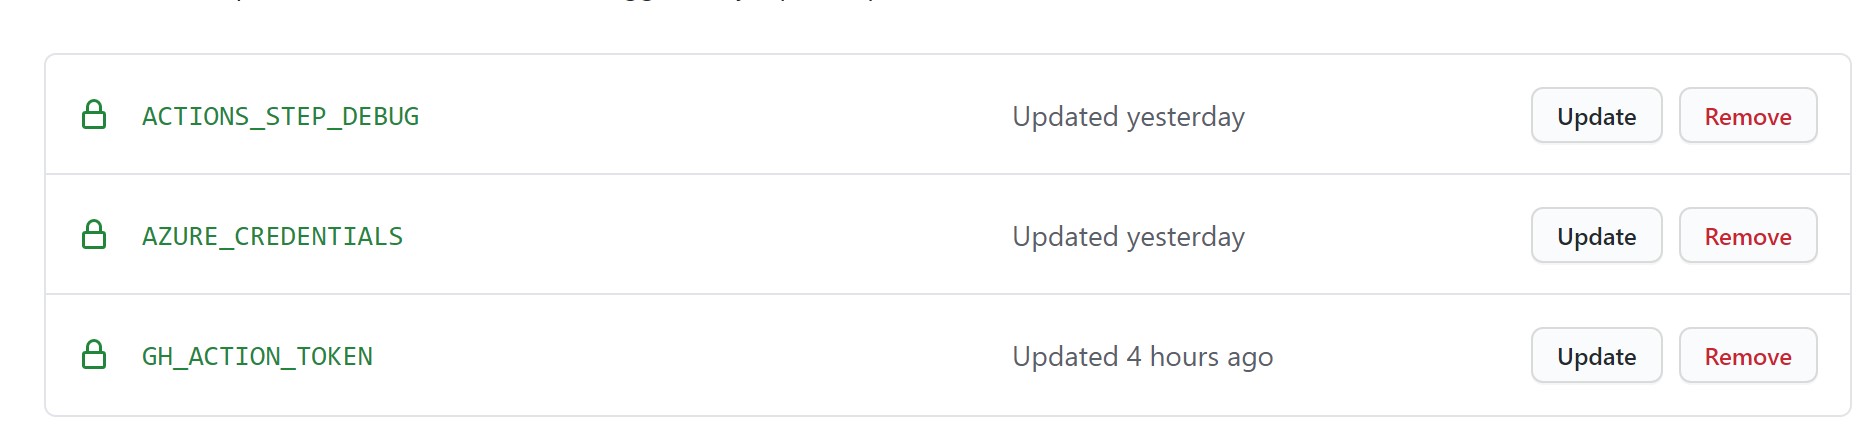 ACTIONS_STEP_DEBUG Updated yesterday Update Remove
AZURE_CREDENTIALS Updated yesterday Update Remove
GH_ACTION_TOKEN Updated 4 hours ago Update Remove